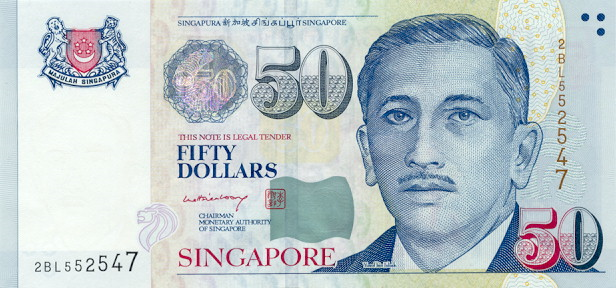 SINGAPURA 新加坡 சிங்கப்பூர் SINGAPORE
MAJULAH SINGAPURA
50
50
THIS NOTE IS LEGAL TENDER
FIFTY
DOLLARS
CHAIRMAN
MONETARY AUTHORITY
OF SINGAPORE
SINGAPORE
2BL552547
2BL552547
50